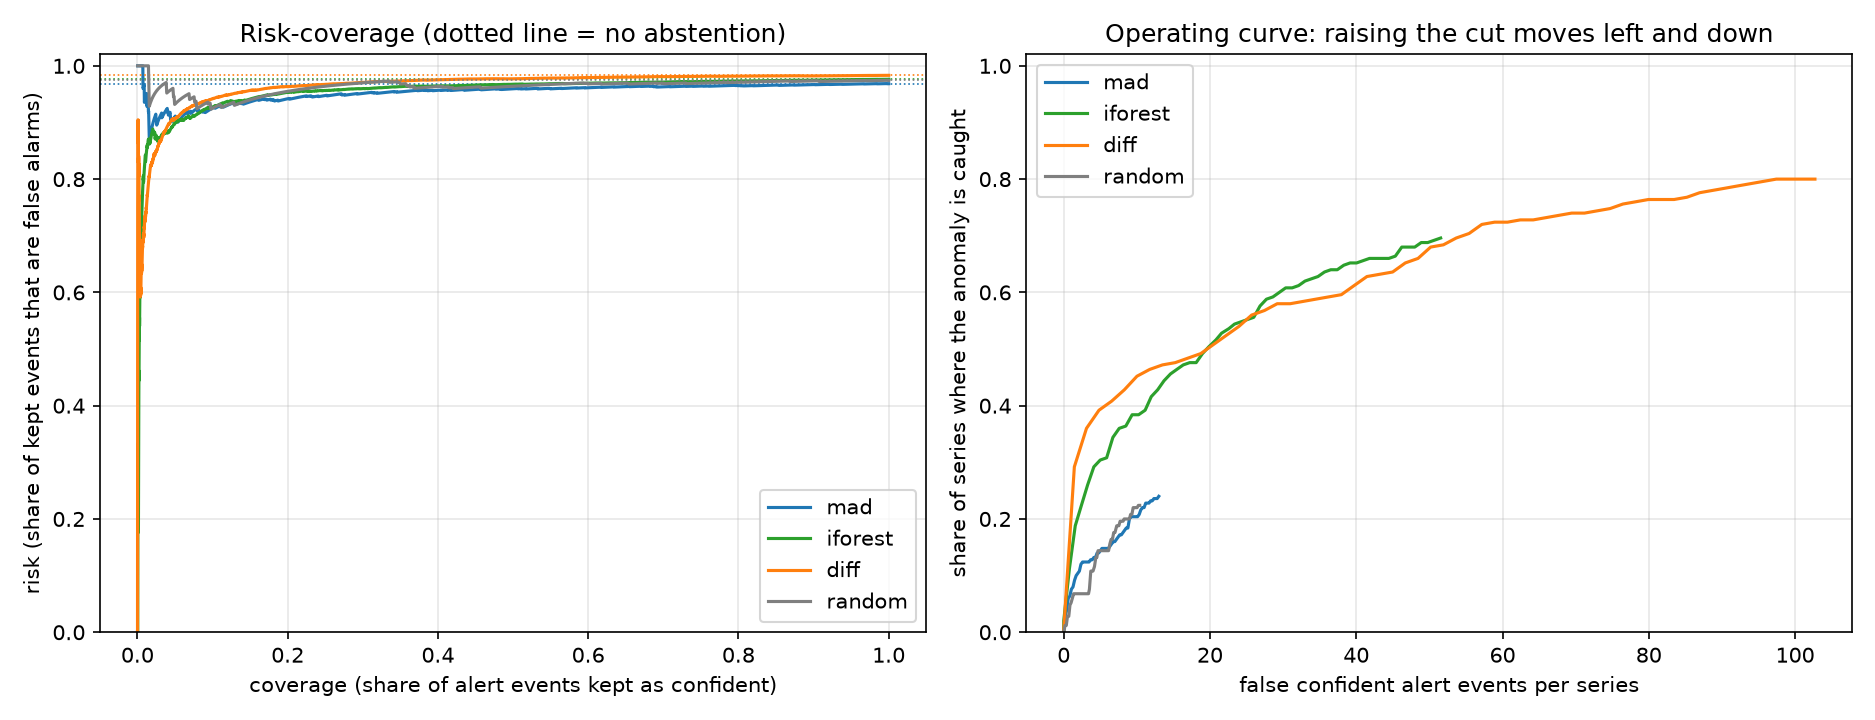 Risk-coverage (dotted line = no abstention)
risk (share of kept events that are false alarms)
1.0
0.8
0.6
0.4
0.2
0.0
0.0 0.2 0.4 0.6 0.8 1.0
coverage (share of alert events kept as confident)
mad
iforest
diff
random
Operating curve: raising the cut moves left and down
share of series where the anomaly is caught
1.0
0.8
0.6
0.4
0.2
0.0
0 20 40 60 80 100
false confident alert events per series
mad
iforest
diff
random